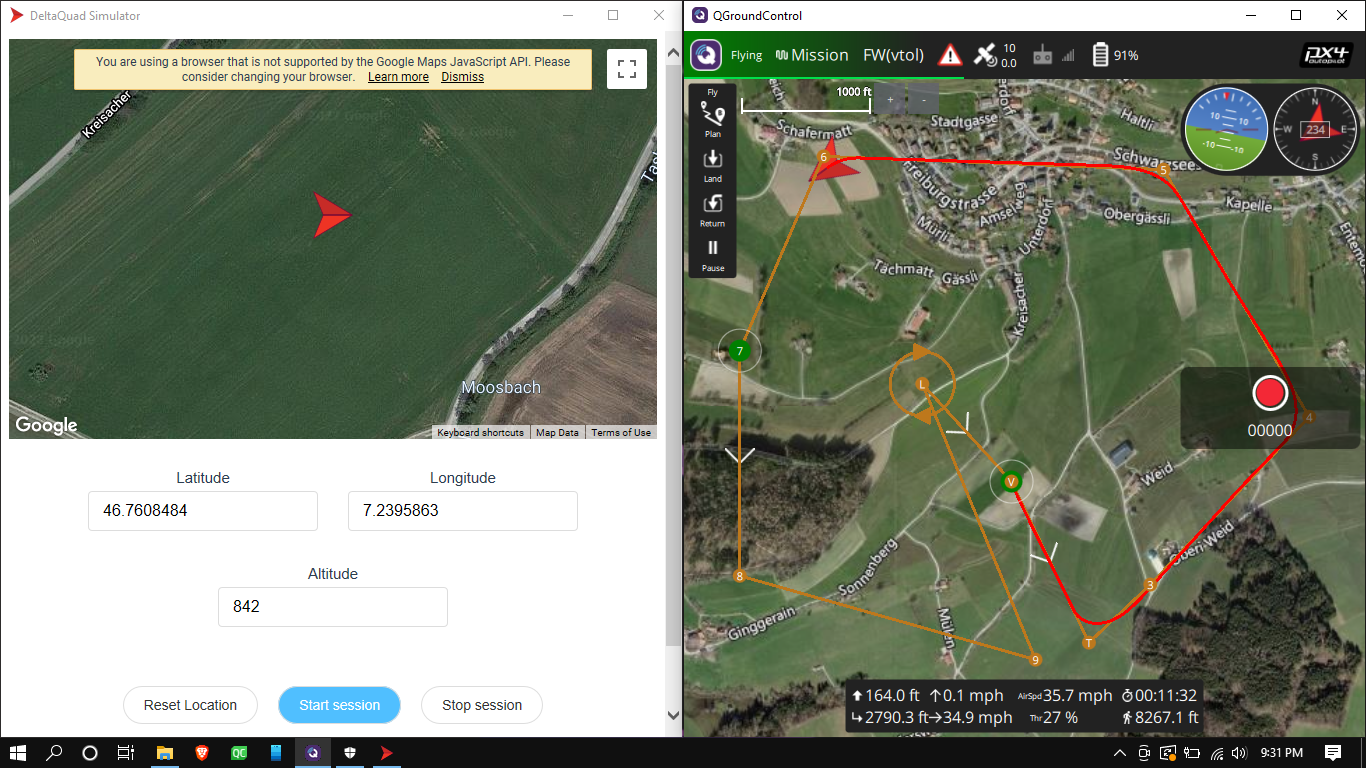 DeltaQuad Simulator
You are using a browser that is not supported by the Google Maps JavaScript API. Please
consider changing your browser. Learn more Dismiss
Kreisacher
Moosbach
Google
Keyboard shortcuts Map Data Terms of Use
Latitude Longitude
46.7608484 7.2395863
Altitude
842
Reset Location Start session Stop session
QGroundControl
Flying Mission FW(vtol) 10 0.0 91% PX4 autopilot
Fly
Plan
Land
Return
Pause
1000 ft
+ -
Stadtgasse
Haltli
Schafermatt
Schwarzsee
Freiburgstrasse
Amselweg
Unterdorf
Obergässli
Kapelle
Mürli
Tachmatt Gässli
Kreisacher
Weid
Oberi Weid
Sonnenberg
Ginggerain
Mülen
6
5
7
L
4
V
8
3
T
9
10 10
-10 -10
N
W 234 E
S
00000
164.0 ft 0.1 mph AirSpd 35.7 mph 00:11:32
2790.3 ft 34.9 mph Thr 27 % 8267.1 ft
QC
9:31 PM